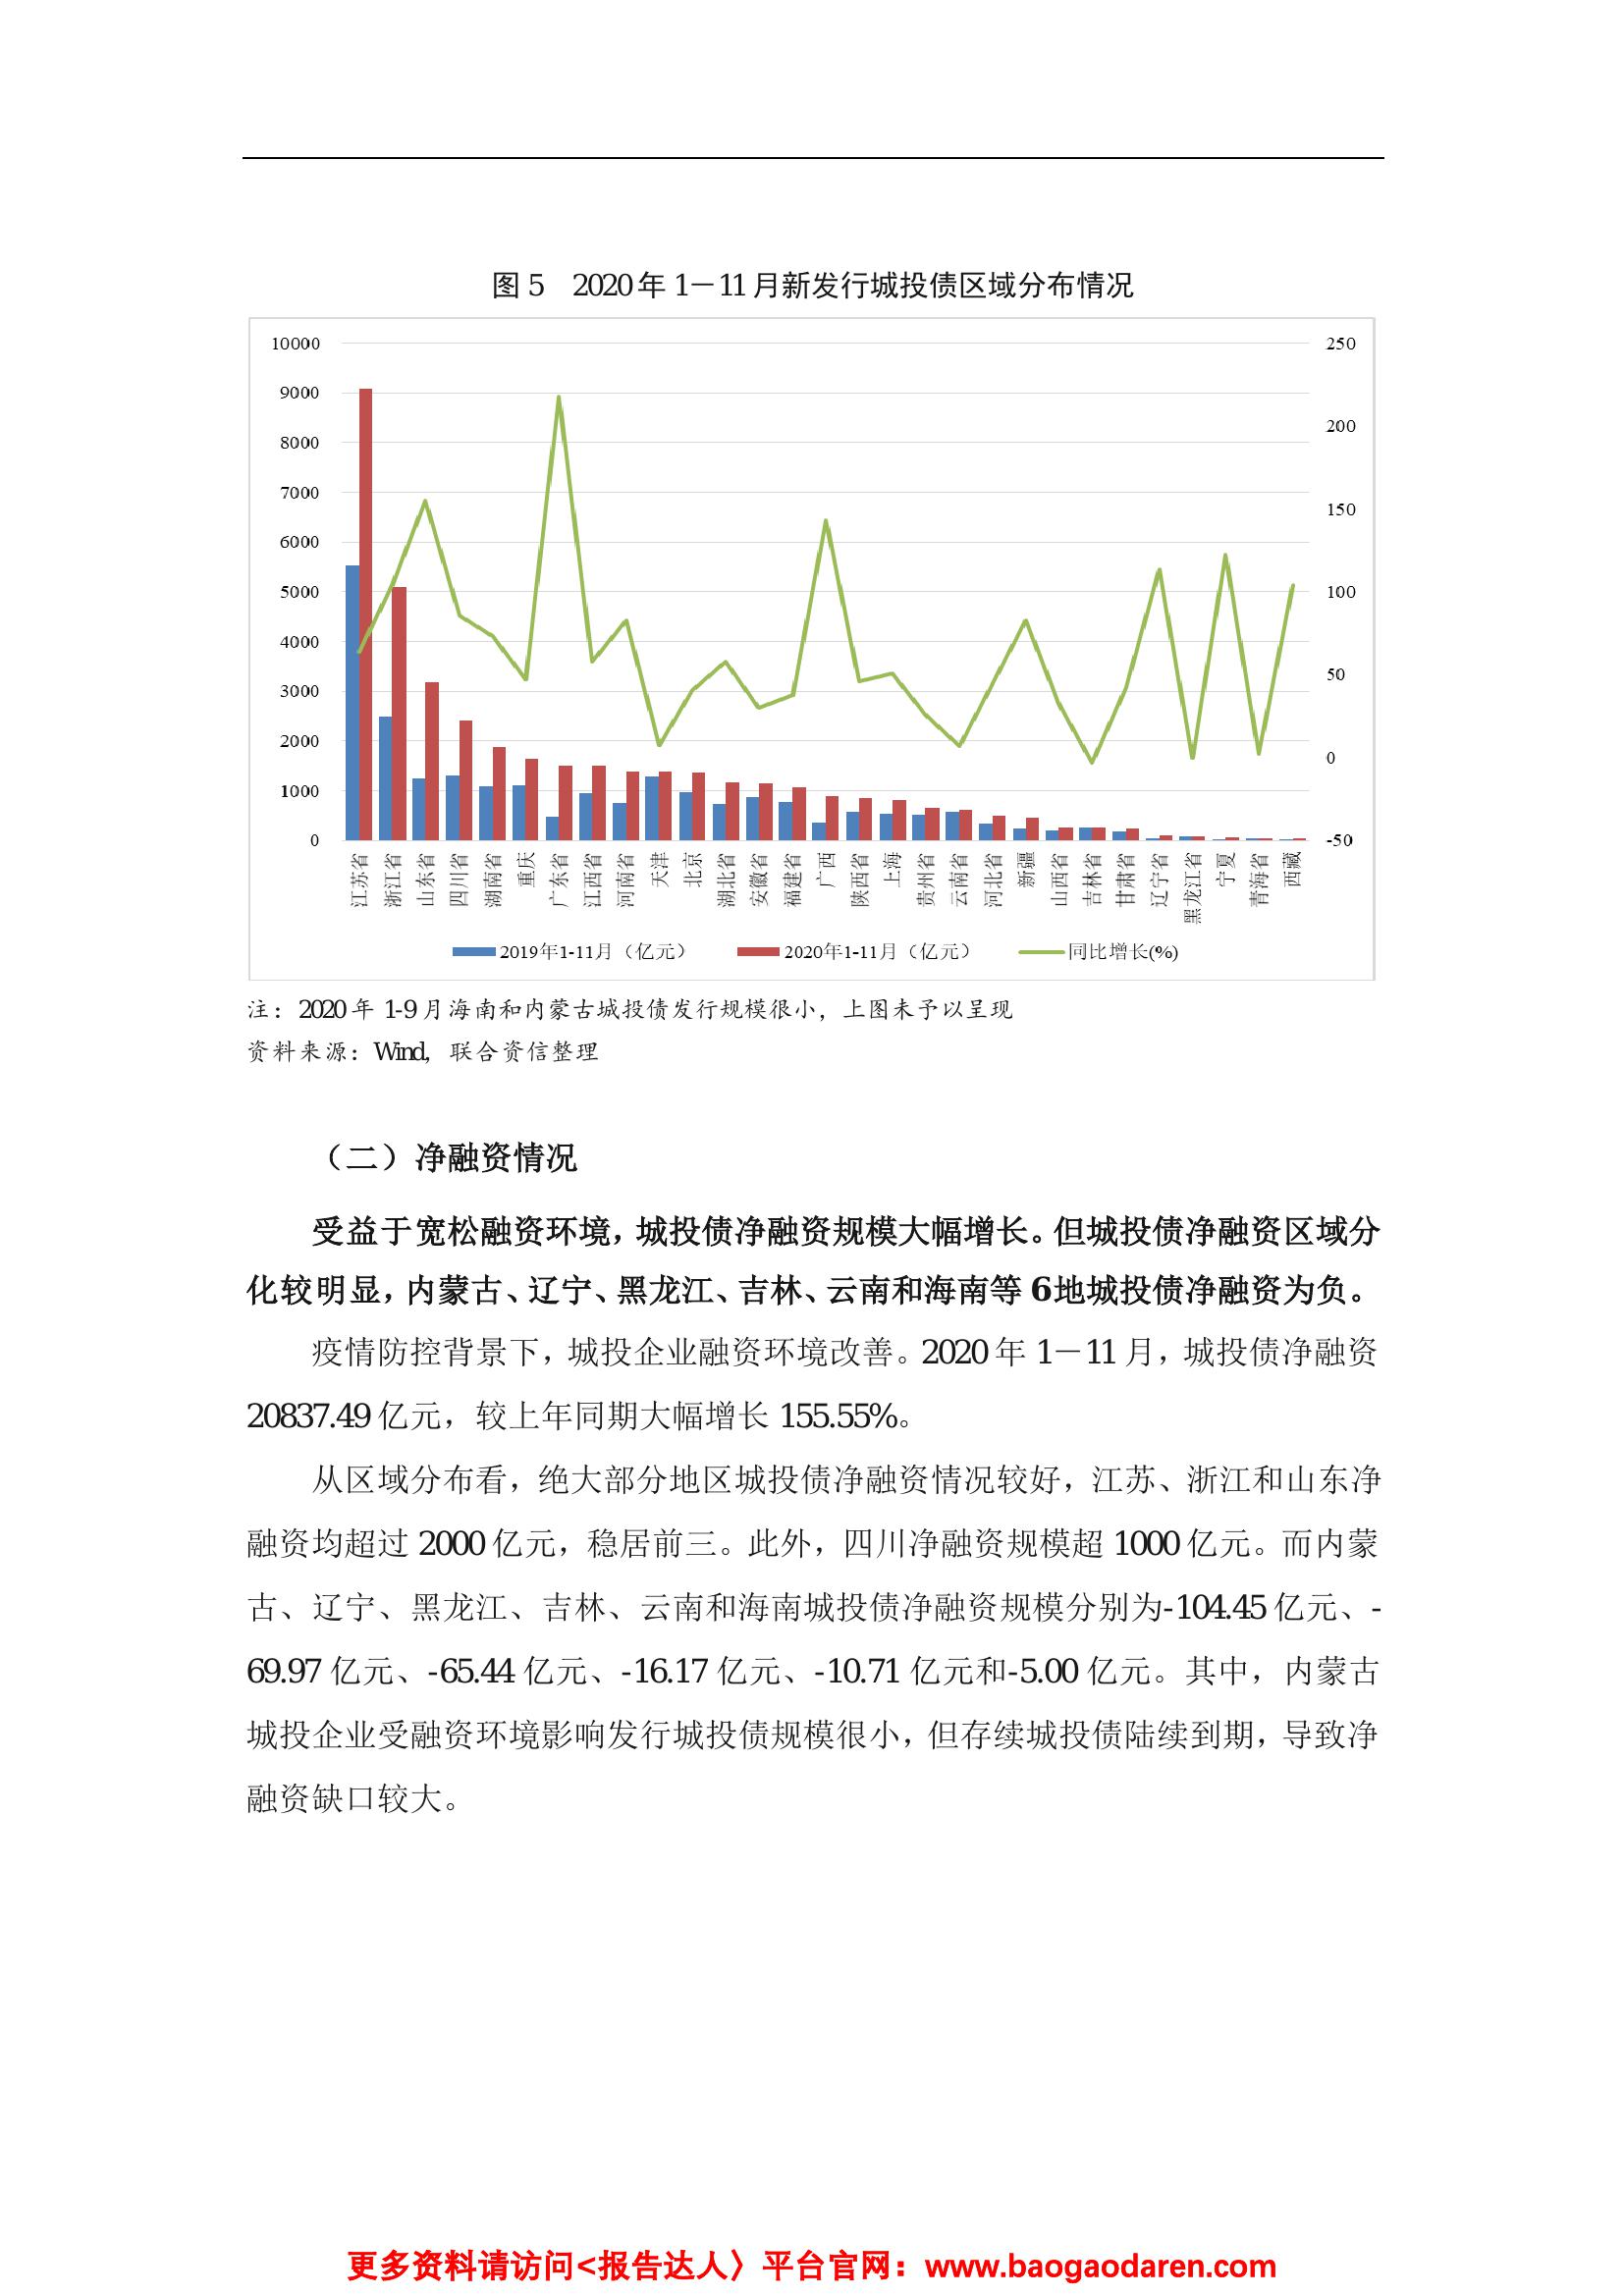 图 5 2020 年 1－11 月新发行城投债区域分布情况
10000
9000
8000
7000
6000
5000
4000
3000
2000
1000
0
250
200
150
100
50
0
-50
江苏省
浙江省
山东省
四川省
湖南省
重庆
广东省
江西省
河南省
天津
北京
湖北省
安徽省
福建省
广西
陕西省
上海
贵州省
云南省
河北省
新疆
山西省
吉林省
甘肃省
辽宁省
黑龙江省
宁夏
青海省
西藏
2019年1-11月（亿元） 2020年1-11月（亿元） 同比增长(%)
注：2020 年 1-9 月海南和内蒙古城投债发行规模很小，上图未予以呈现
资料来源：Wind，联合资信整理
（二）净融资情况
受益于宽松融资环境，城投债净融资规模大幅增长。但城投债净融资区域分
化较明显，内蒙古、辽宁、黑龙江、吉林、云南和海南等 6 地城投债净融资为负。
疫情防控背景下，城投企业融资环境改善。2020 年 1－11 月，城投债净融资
20837.49 亿元，较上年同期大幅增长 155.55%。
从区域分布看，绝大部分地区城投债净融资情况较好，江苏、浙江和山东净
融资均超过 2000 亿元，稳居前三。此外，四川净融资规模超 1000 亿元。而内蒙
古、辽宁、黑龙江、吉林、云南和海南城投债净融资规模分别为-104.45 亿元、-
69.97 亿元、-65.44 亿元、-16.17 亿元、-10.71 亿元和-5.00 亿元。其中，内蒙古
城投企业受融资环境影响发行城投债规模很小，但存续城投债陆续到期，导致净
融资缺口较大。
更多资料请访问<报告达人〉平台官网：www.baogaodaren.com